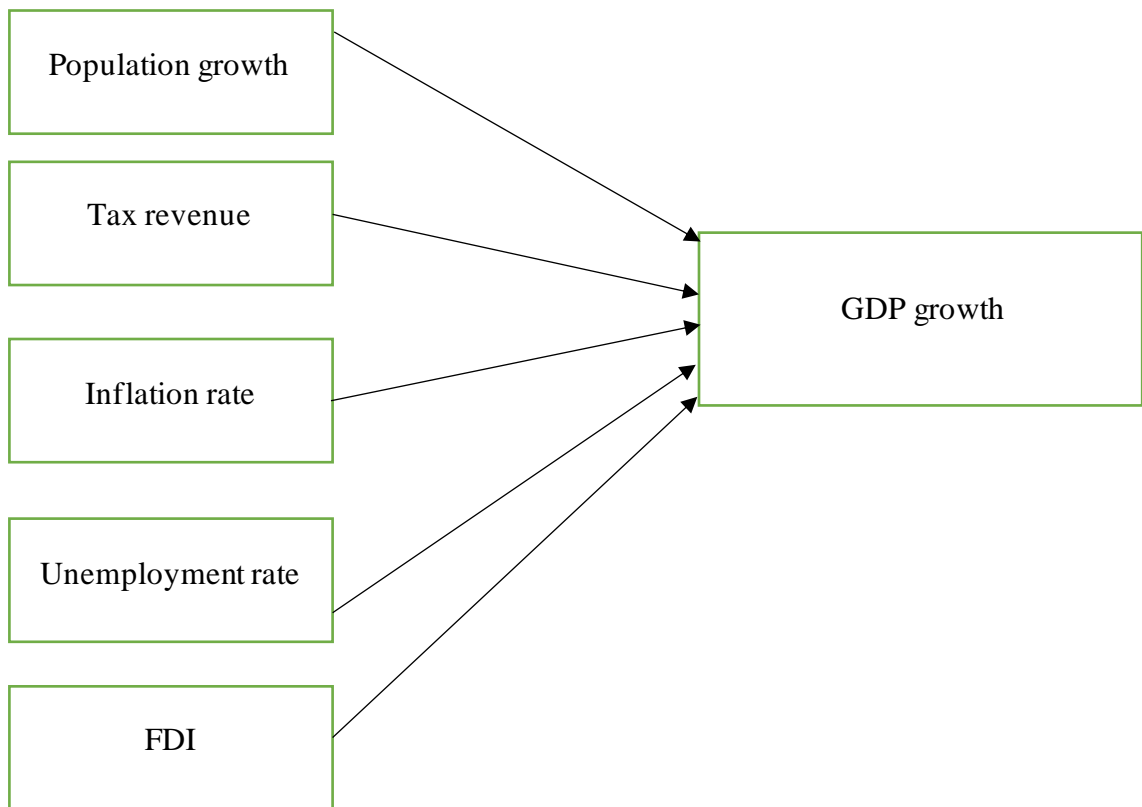 Population growth
Tax revenue
GDP growth
Inflation rate
Unemployment rate
FDI